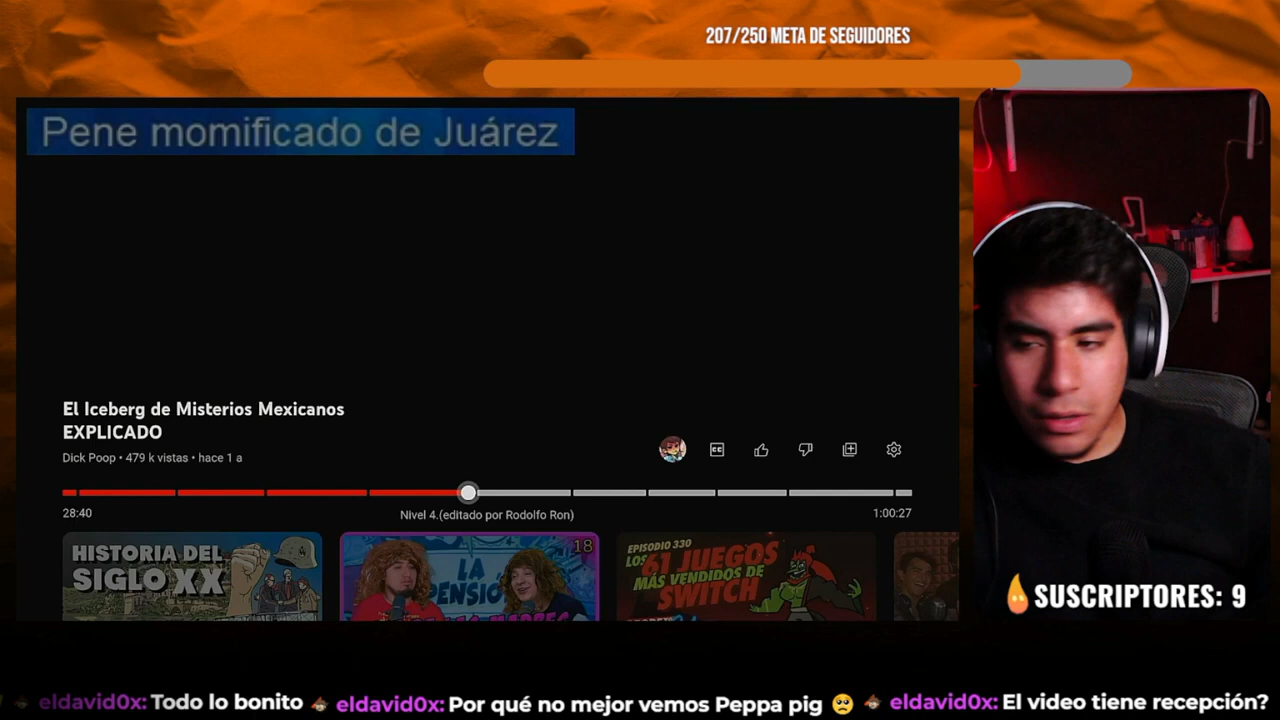 207/250 META DE SEGUIDORES
Pene momificado de Juárez
El Iceberg de Misterios Mexicanos
EXPLICADO
Dick Poop • 479 k vistas • hace 1 a
CC
28:40
Nivel 4.(editado por Rodolfo Ron)
1:00:27
HISTORIA DEL
SIGLO XX
LA
PENSIO
18
EPISODIO 330
LOS 61 JUEGOS
MÁS VENDIDOS DE
SWITCH
SUSCRIPTORES: 9
eldavid0x: Todo lo bonito
eldavid0x: Por qué no mejor vemos Peppa pig 🥺
eldavid0x: El video tiene recepción?